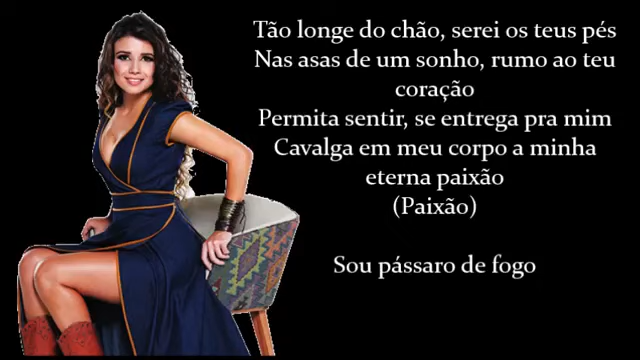 Tão longe do chão, serei os teus pés
Nas asas de um sonho, rumo ao teu
coração
Permita sentir, se entrega pra mim
Cavalga em meu corpo a minha
eterna paixão
(Paixão)
Sou pássaro de fogo